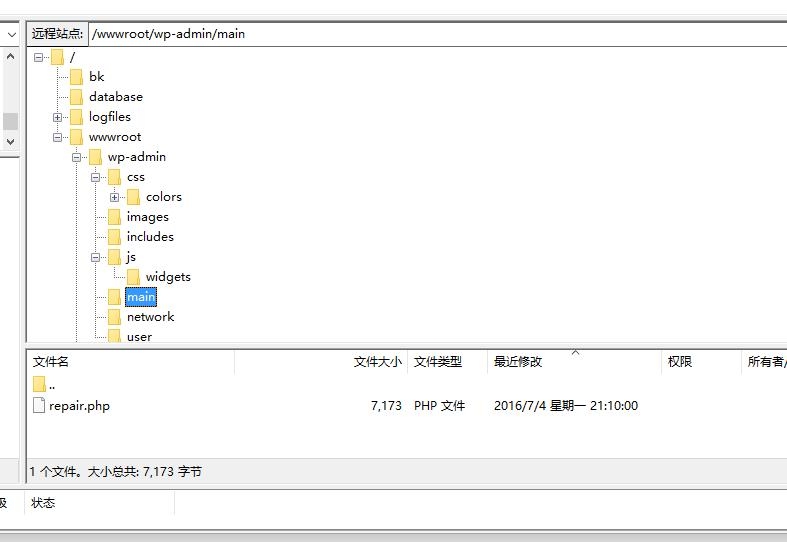 远程站点: /wwwroot/wp-admin/main
/
bk
database
logfiles
wwwroot
wp-admin
css
colors
images
includes
js
widgets
main
network
user
文件名 文件大小 文件类型 最近修改 权限 所有者/
..
repair.php 7,173 PHP 文件 2016/7/4 星期一 21:10:00
1 个文件。大小总共: 7,173 字节
状态